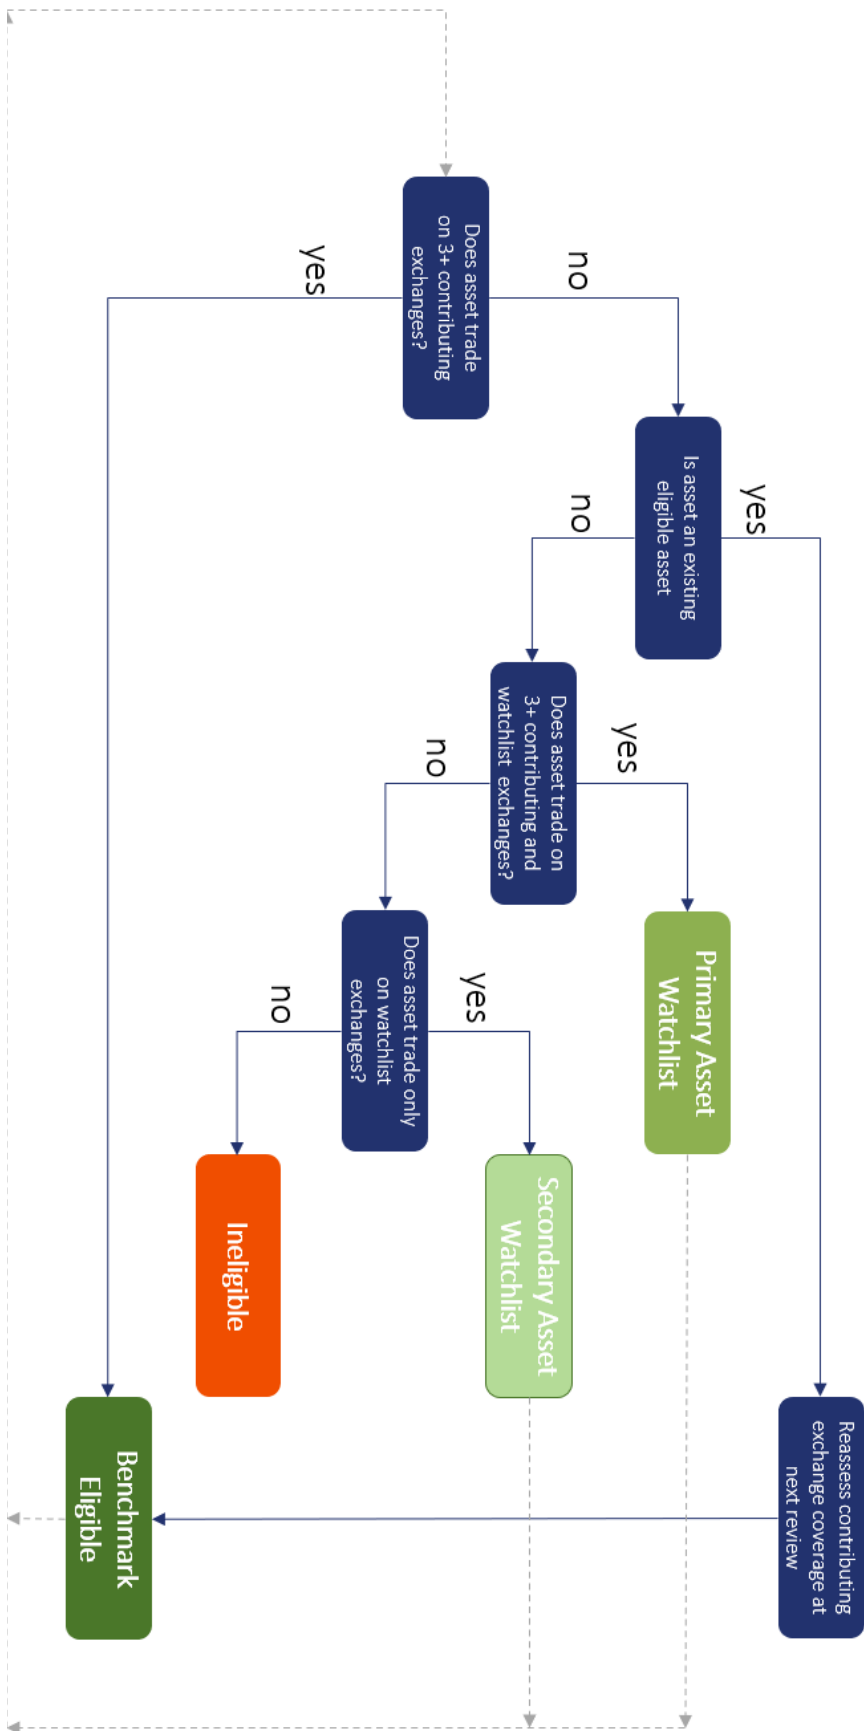 Does asset trade
on 3+ contributing
exchanges?
no
yes
Is asset an existing
eligible asset
yes
no
Does asset trade on
3+ contributing and
watchlist exchanges?
yes
no
Primary Asset
Watchlist
Does asset trade only
on watchlist
exchanges?
yes
no
Secondary Asset
Watchlist
Ineligible
Reassess contributing
exchange coverage at
next review
Benchmark
Eligible